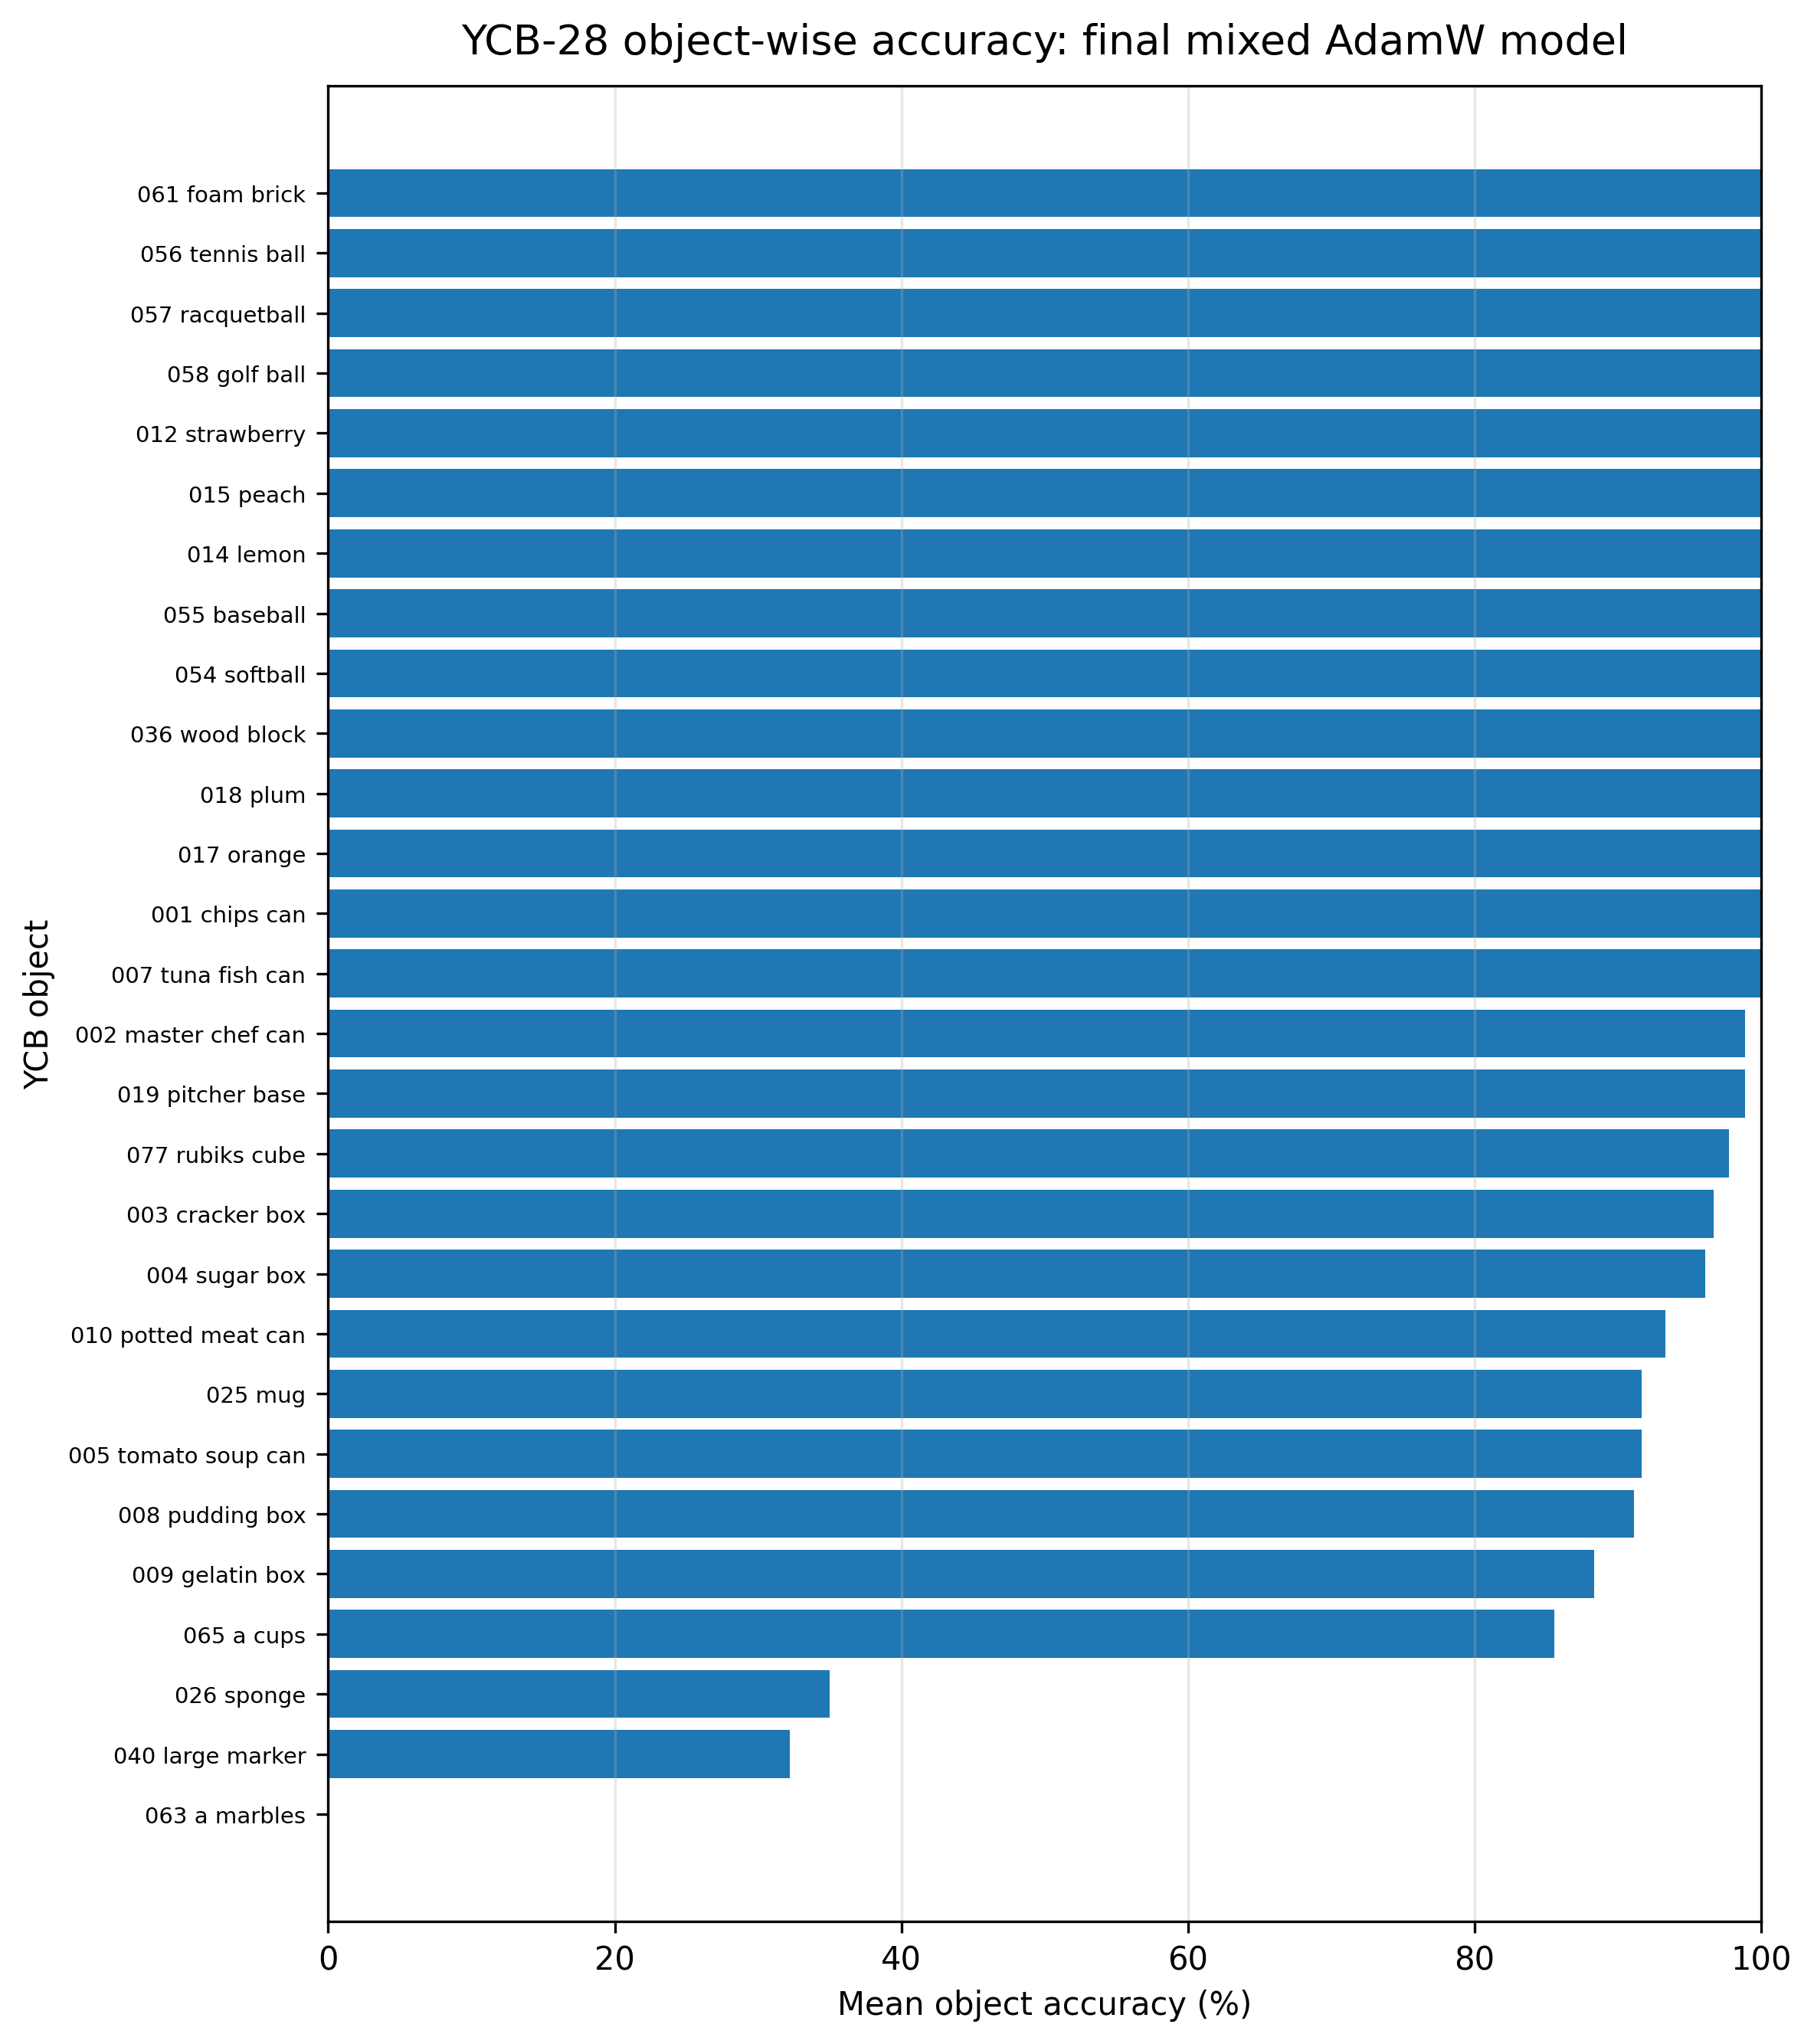 YCB-28 object-wise accuracy: final mixed AdamW model
YCB object
061 foam brick
056 tennis ball
057 racquetball
058 golf ball
012 strawberry
015 peach
014 lemon
055 baseball
054 softball
036 wood block
018 plum
017 orange
001 chips can
007 tuna fish can
002 master chef can
019 pitcher base
077 rubiks cube
003 cracker box
004 sugar box
010 potted meat can
025 mug
005 tomato soup can
008 pudding box
009 gelatin box
065 a cups
026 sponge
040 large marker
063 a marbles
0 20 40 60 80 100
Mean object accuracy (%)